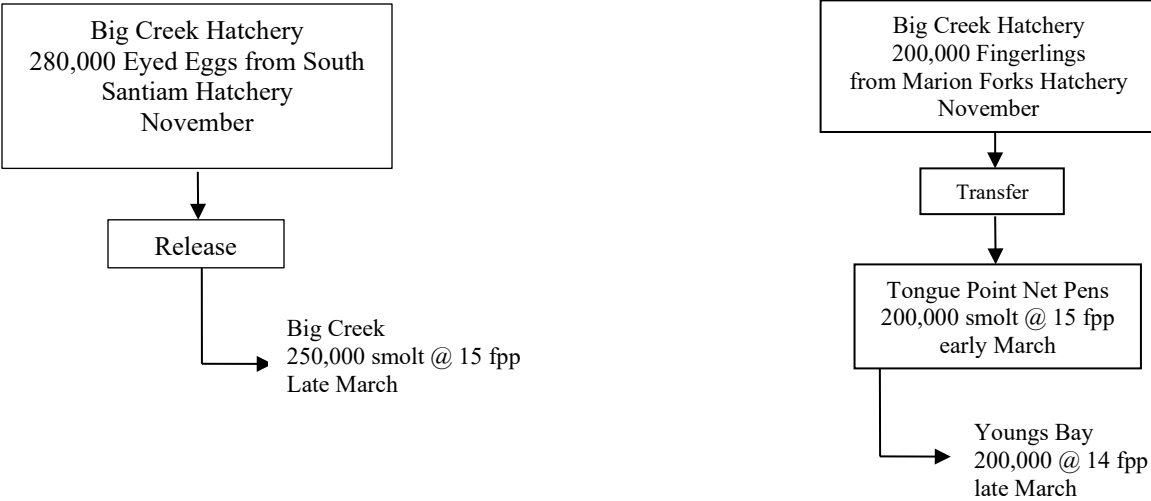 Big Creek Hatchery
280,000 Eyed Eggs from South
Santiam Hatchery
November
Release
Big Creek
250,000 smolt @ 15 fpp
Late March
Big Creek Hatchery
200,000 Fingerlings
from Marion Forks Hatchery
November
Transfer
Tongue Point Net Pens
200,000 smolt @ 15 fpp
early March
Youngs Bay
200,000 @ 14 fpp
late March